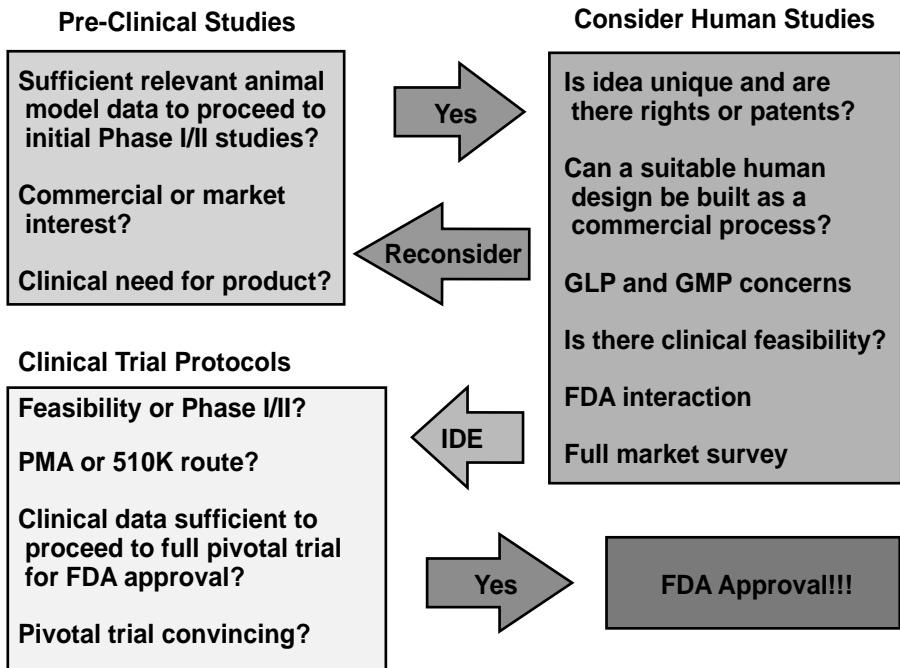 Pre-Clinical Studies
Sufficient relevant animal
model data to proceed to
initial Phase I/II studies?
Commercial or market
interest?
Clinical need for product?
Yes
Reconsider
Consider Human Studies
Is idea unique and are
there rights or patents?
Can a suitable human
design be built as a
commercial process?
GLP and GMP concerns
Is there clinical feasibility?
FDA interaction
Full market survey
IDE
Clinical Trial Protocols
Feasibility or Phase I/II?
PMA or 510K route?
Clinical data sufficient to
proceed to full pivotal trial
for FDA approval?
Pivotal trial convincing?
Yes
FDA Approval!!!